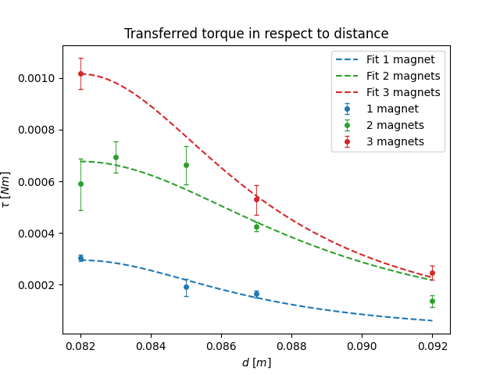 Transferred torque in respect to distance
Fit 1 magnet
Fit 2 magnets
Fit 3 magnets
1 magnet
2 magnets
3 magnets
0.0010
0.0008
0.0006
0.0004
0.0002
τ [Nm]
0.082 0.084 0.086 0.088 0.090 0.092
d [m]